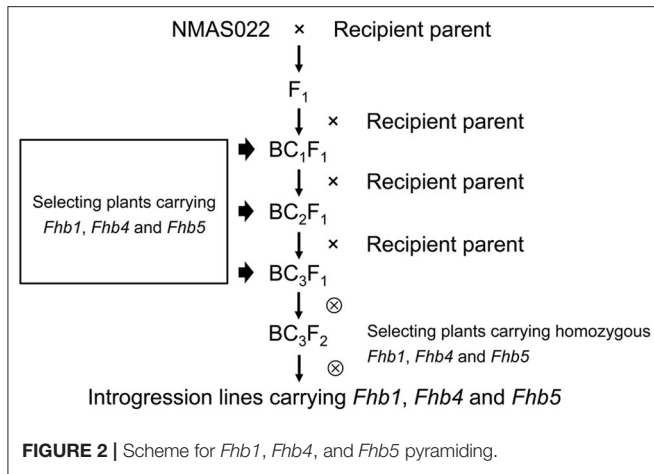 NMAS022 × Recipient parent
F₁
× Recipient parent
BC₁F₁
× Recipient parent
Selecting plants carrying
Fhb1, Fhb4 and Fhb5
BC₂F₁
× Recipient parent
BC₃F₁
⊗
BC₃F₂
Selecting plants carrying homozygous
Fhb1, Fhb4 and Fhb5
⊗
Introgression lines carrying Fhb1, Fhb4 and Fhb5
FIGURE 2 | Scheme for Fhb1, Fhb4, and Fhb5 pyramiding.